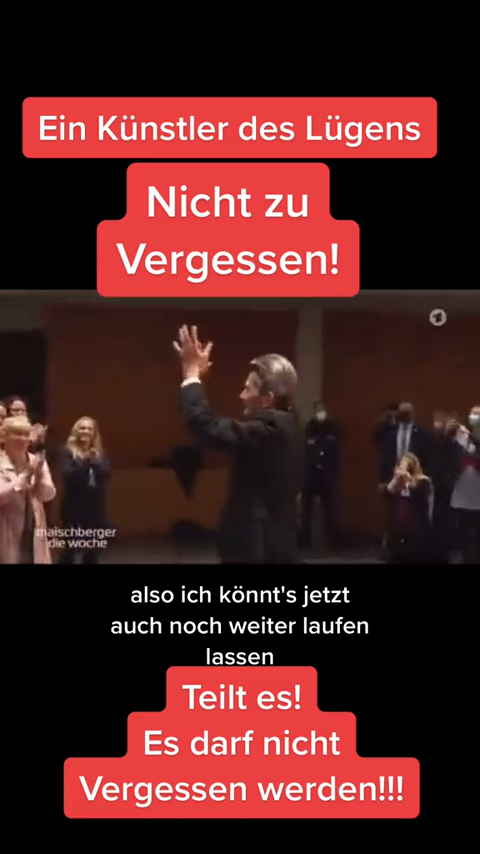 Ein Künstler des Lügens
Nicht zu
Vergessen!
maischberger
die woche
also ich könnt's jetzt
auch noch weiter laufen
lassen
Teilt es!
Es darf nicht
Vergessen werden!!!